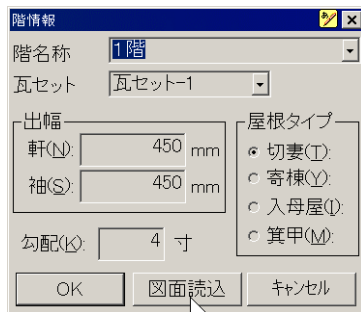 階情報
階名称 1階
瓦セット 瓦セット-1
出幅
軒(N): 450 mm
袖(S): 450 mm
勾配(K): 4 寸
屋根タイプ
切妻(T):
寄棟(Y):
入母屋(I):
箕甲(M):
OK 図面読込 キャンセル